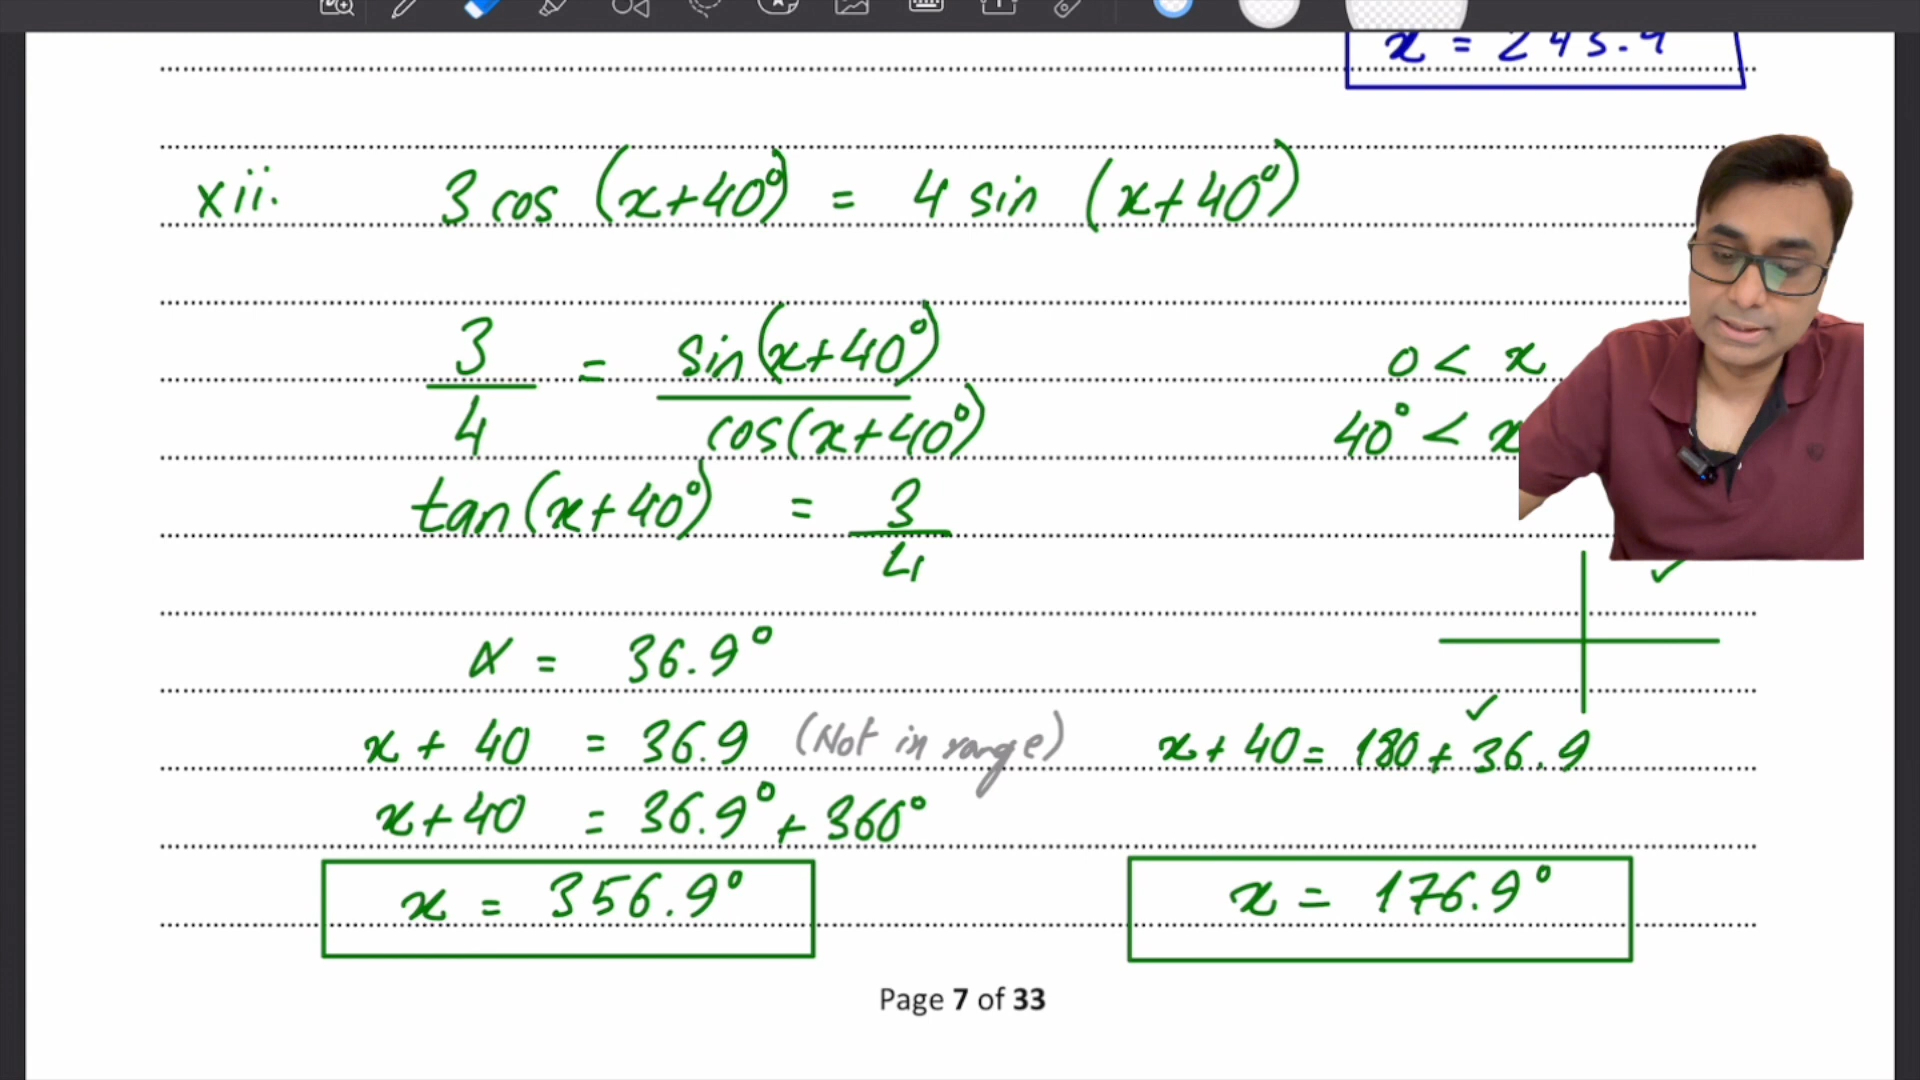 x = 243.4
xii. 3 cos (x+40°) = 4 sin (x+40°)
3/4 = sin(x+40°)/cos(x+40°)
0 < x
40° < x
tan(x+40°) = 3/4
✓
α = 36.9°
✓
x + 40 = 36.9 (Not in range) x + 40 = 180 + 36.9
x+40 = 36.9° + 360°
x = 356.9° x = 176.9°
Page 7 of 33